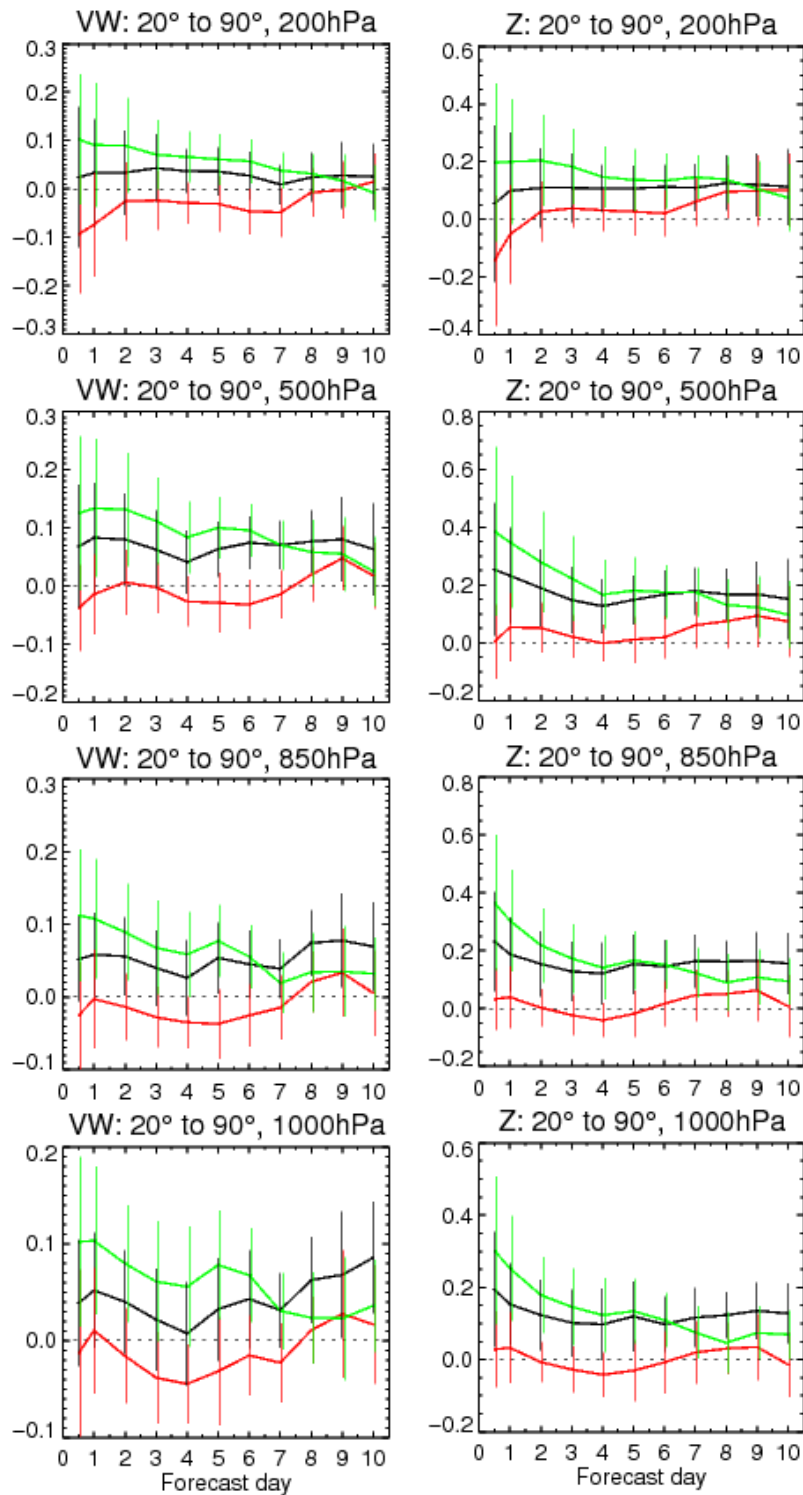 VW: 20° to 90°, 200hPa
0.3
0.2
0.1
0.0
−0.1
−0.2
−0.3
0 1 2 3 4 5 6 7 8 9 10
Z: 20° to 90°, 200hPa
0.6
0.4
0.2
0.0
−0.2
−0.4
0 1 2 3 4 5 6 7 8 9 10
VW: 20° to 90°, 500hPa
0.3
0.2
0.1
0.0
−0.1
−0.2
0 1 2 3 4 5 6 7 8 9 10
Z: 20° to 90°, 500hPa
0.8
0.6
0.4
0.2
0.0
−0.2
0 1 2 3 4 5 6 7 8 9 10
VW: 20° to 90°, 850hPa
0.3
0.2
0.1
0.0
−0.1
0 1 2 3 4 5 6 7 8 9 10
Z: 20° to 90°, 850hPa
0.8
0.6
0.4
0.2
0.0
−0.2
0 1 2 3 4 5 6 7 8 9 10
VW: 20° to 90°, 1000hPa
0.2
0.1
0.0
−0.1
0 1 2 3 4 5 6 7 8 9 10
Forecast day
Z: 20° to 90°, 1000hPa
0.6
0.4
0.2
0.0
−0.2
0 1 2 3 4 5 6 7 8 9 10
Forecast day